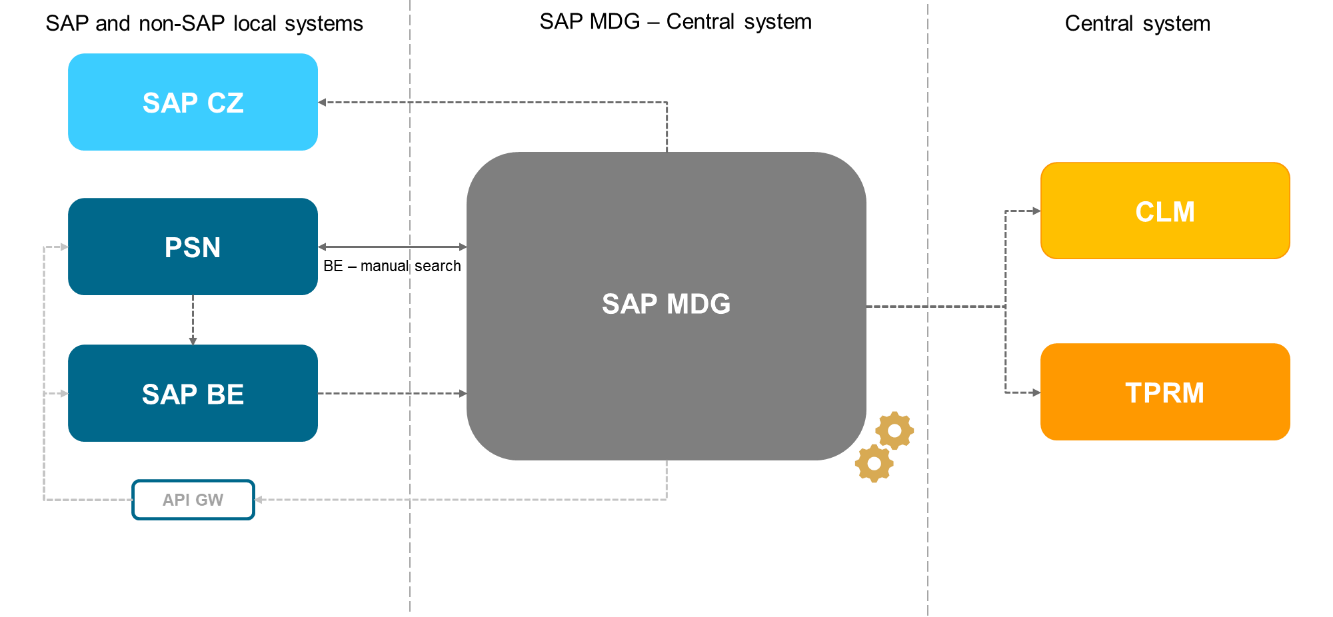 SAP and non-SAP local systems
SAP MDG – Central system
Central system
SAP CZ
PSN
BE – manual search
SAP BE
API GW
SAP MDG
CLM
TPRM